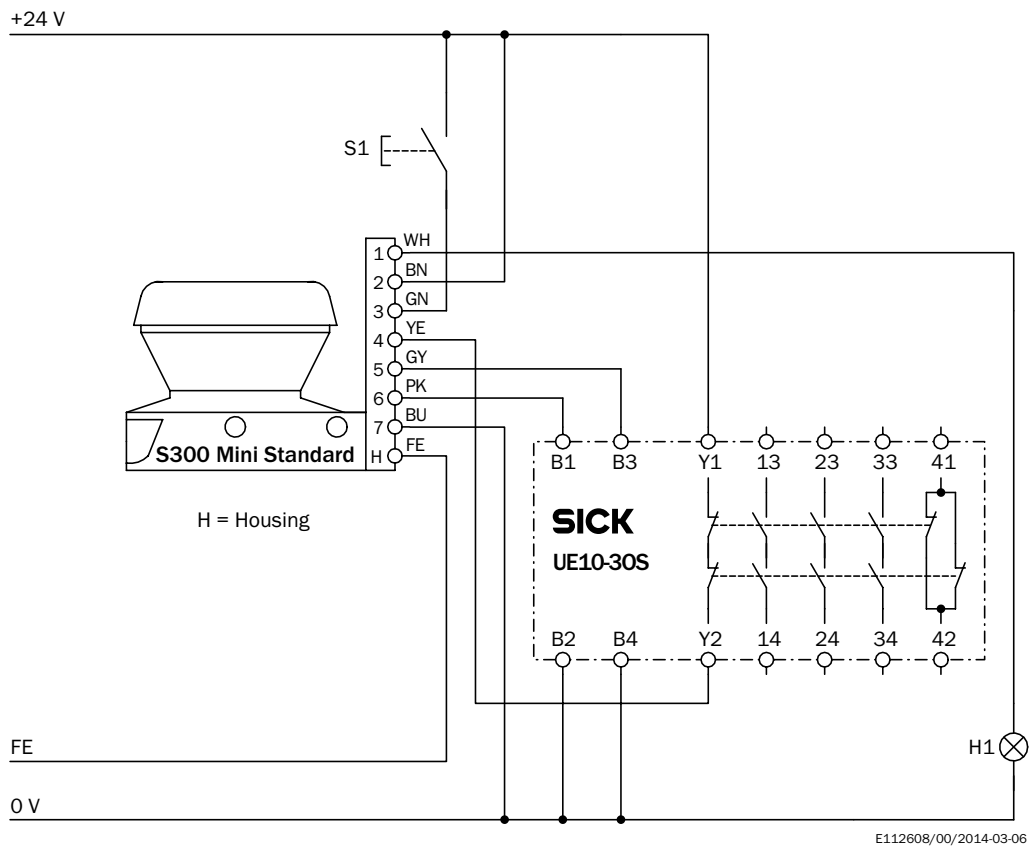 +24 V
S1
1 WH
2 BN
3 GN
4 YE
5 GY
6 PK
7 BU
H FE
S300 Mini Standard
H = Housing
B1 B3 Y1 13 23 33 41
SICK
UE10-3OS
B2 B4 Y2 14 24 34 42
FE
H1
0 V
E112608/00/2014-03-06